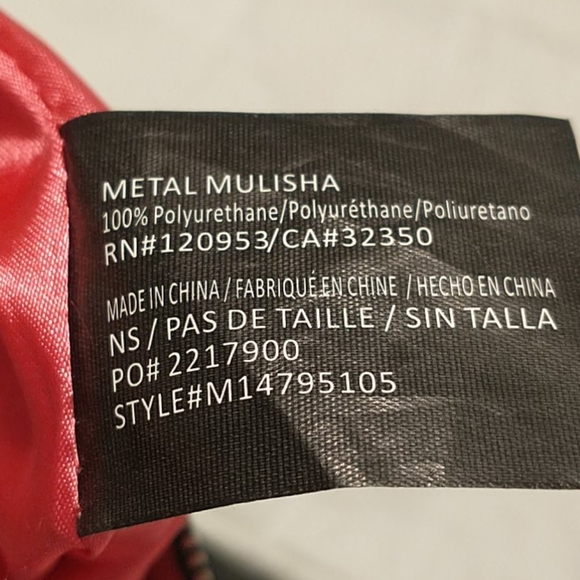 METAL MULISHA
100% Polyurethane/Polyuréthane/Poliuretano
RN#120953/CA#32350
MADE IN CHINA / FABRIQUÉ EN CHINE / HECHO EN CHINA
NS / PAS DE TAILLE / SIN TALLA
PO# 2217900
STYLE#M14795105